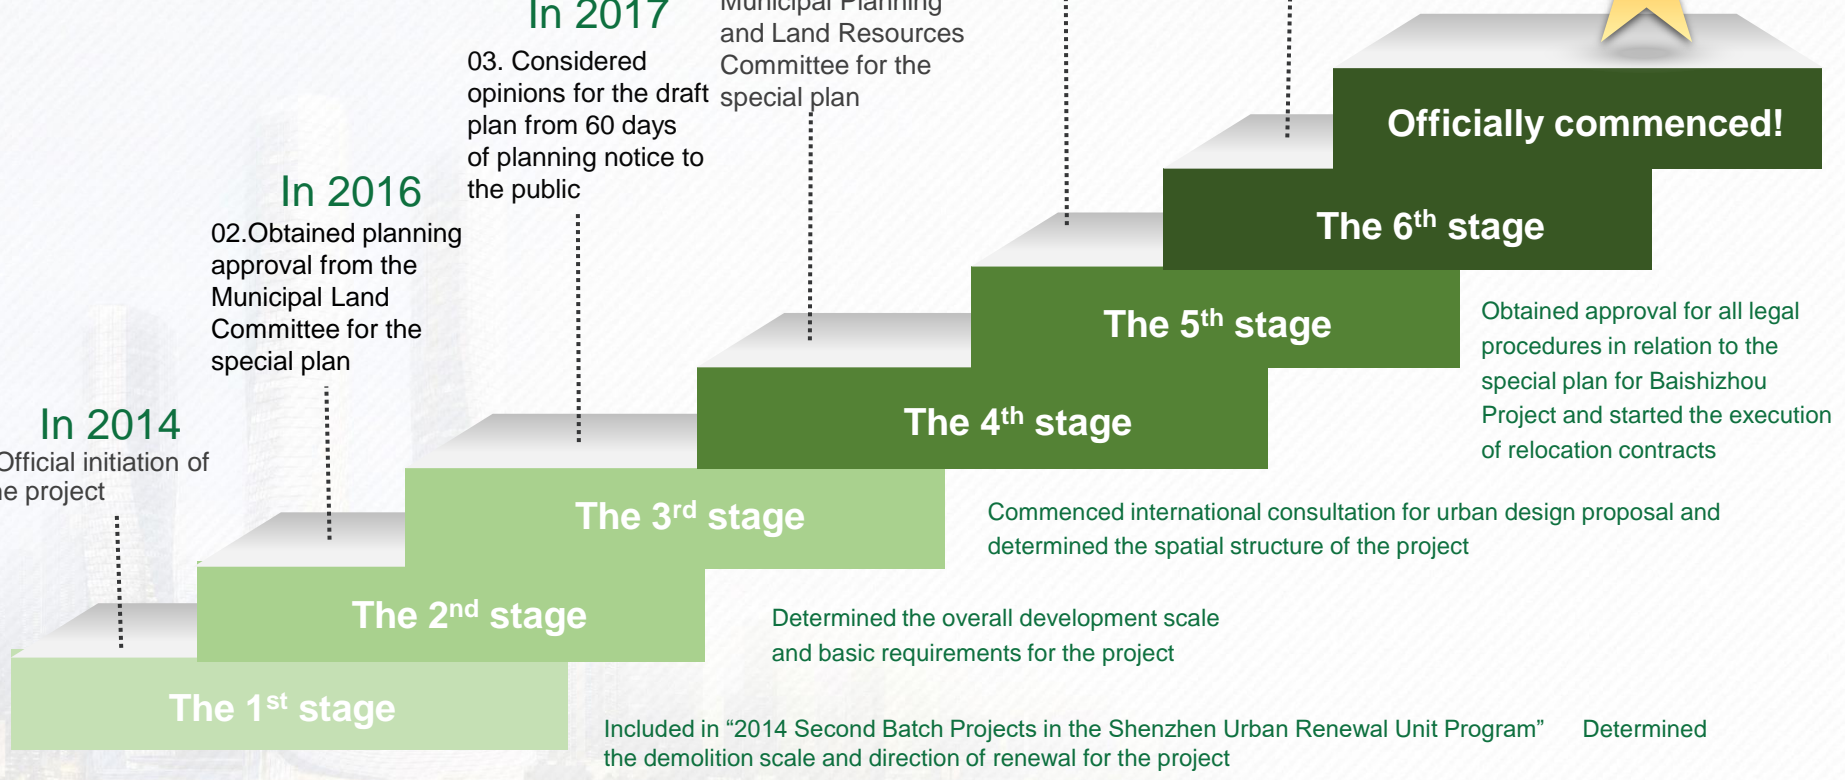 In 2017
03. Considered
opinions for the draft
plan from 60 days
of planning notice to
the public
Municipal Planning
and Land Resources
Committee for the
special plan
In 2016
02.Obtained planning
approval from the
Municipal Land
Committee for the
special plan
In 2014
Official initiation of
project
Officially commenced!
The 6th stage
The 5th stage
Obtained approval for all legal
procedures in relation to the
special plan for Baishizhou
Project and started the execution
of relocation contracts
The 4th stage
The 3rd stage
Commenced international consultation for urban design proposal and
determined the spatial structure of the project
The 2nd stage
Determined the overall development scale
and basic requirements for the project
The 1st stage
Included in “2014 Second Batch Projects in the Shenzhen Urban Renewal Unit Program” Determined
the demolition scale and direction of renewal for the project